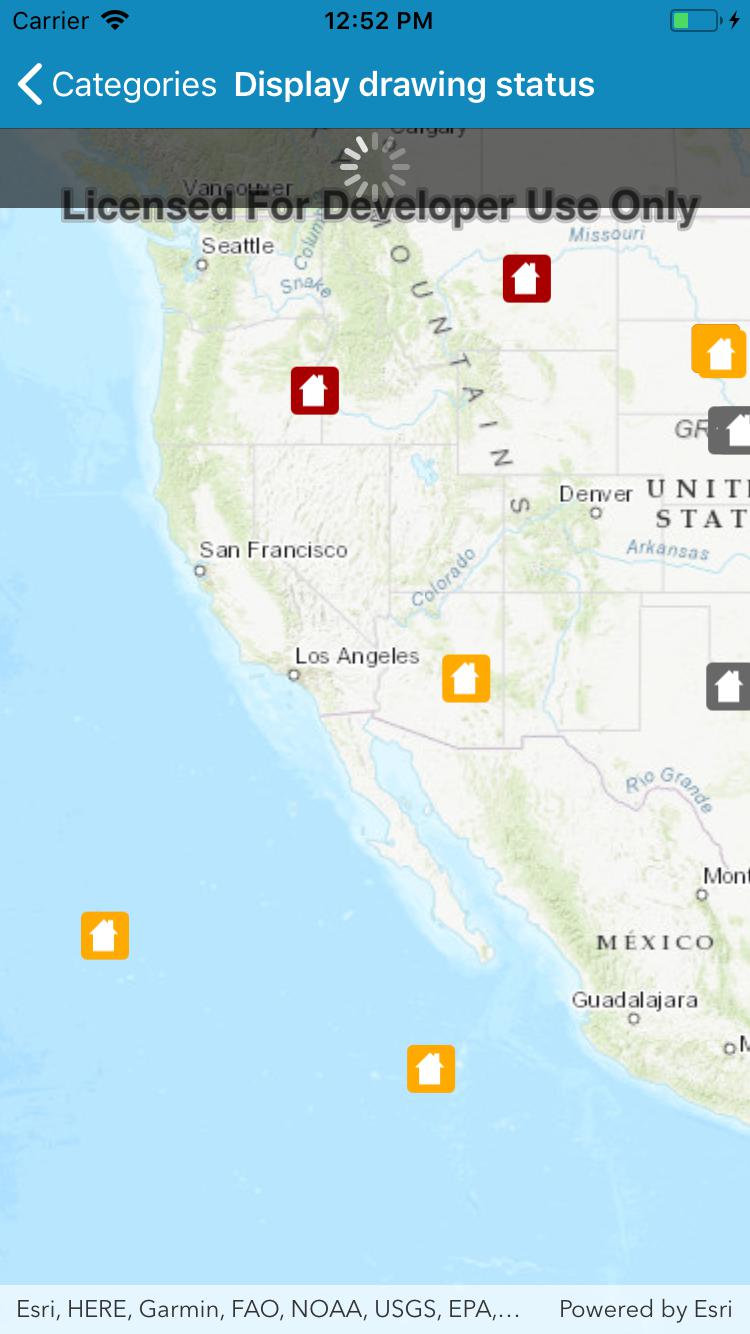 Carrier 12:52 PM
Categories Display drawing status
Calgary
Vancouver
Licensed For Developer Use Only
Seattle
Columbia
Missouri
Snake
MOUNTAINS
GR
Denver
UNIT
STAT
San Francisco
Arkansas
Colorado
Los Angeles
Rio Grande
Mont
MÉXICO
Guadalajara
M
Esri, HERE, Garmin, FAO, NOAA, USGS, EPA,... Powered by Esri